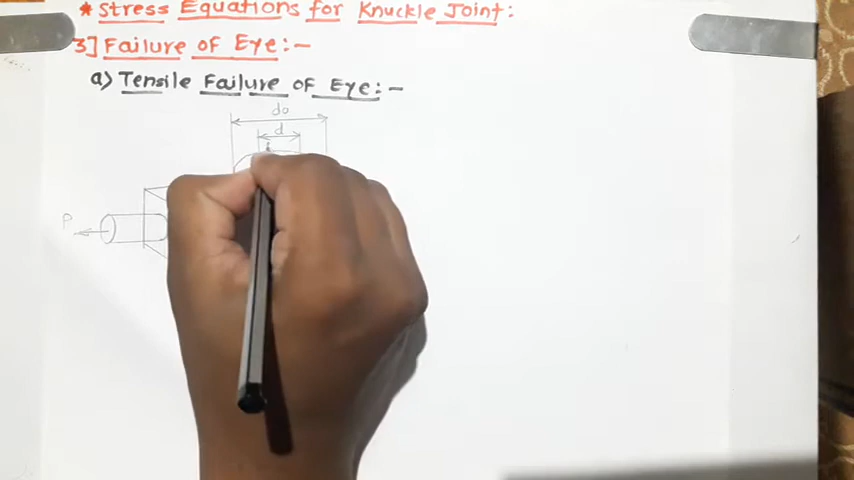 * Stress Equations for Knuckle Joint:
3] Failure of Eye:-
a) Tensile Failure of Eye:-
do
d
P